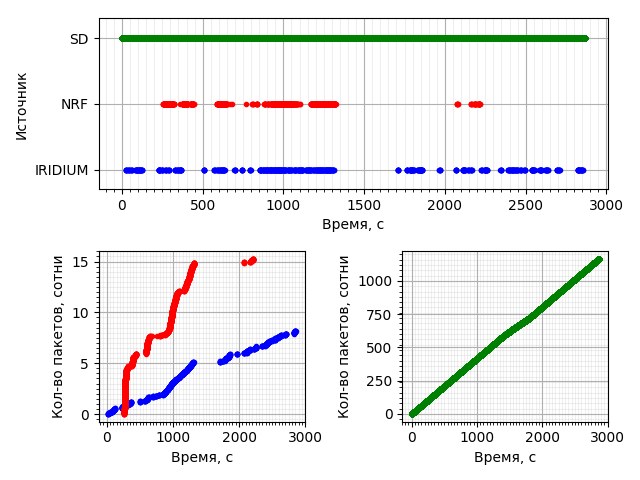 Источник
SD
NRF
IRIDIUM
0 500 1000 1500 2000 2500 3000
Время, с
Кол-во пакетов, сотни
15
10
5
0
0 1000 2000 3000
Время, с
Кол-во пакетов, сотни
1000
750
500
250
0
0 1000 2000 3000
Время, с